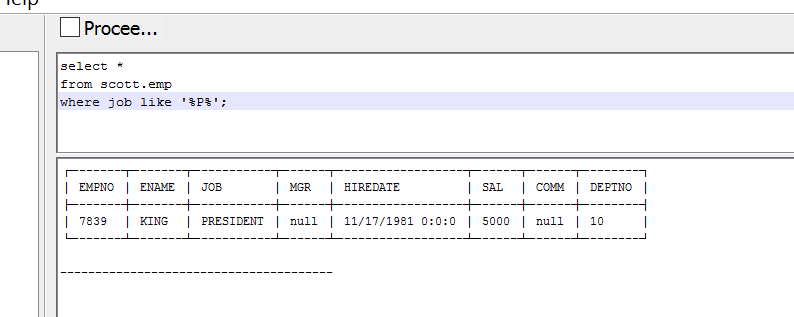 Help
Procee...
select *
from scott.emp
where job like '%P%';
EMPNO | ENAME | JOB | MGR | HIREDATE | SAL | COMM | DEPTNO
7839 | KING | PRESIDENT | null | 11/17/1981 0:0:0 | 5000 | null | 10
---------------------------------------